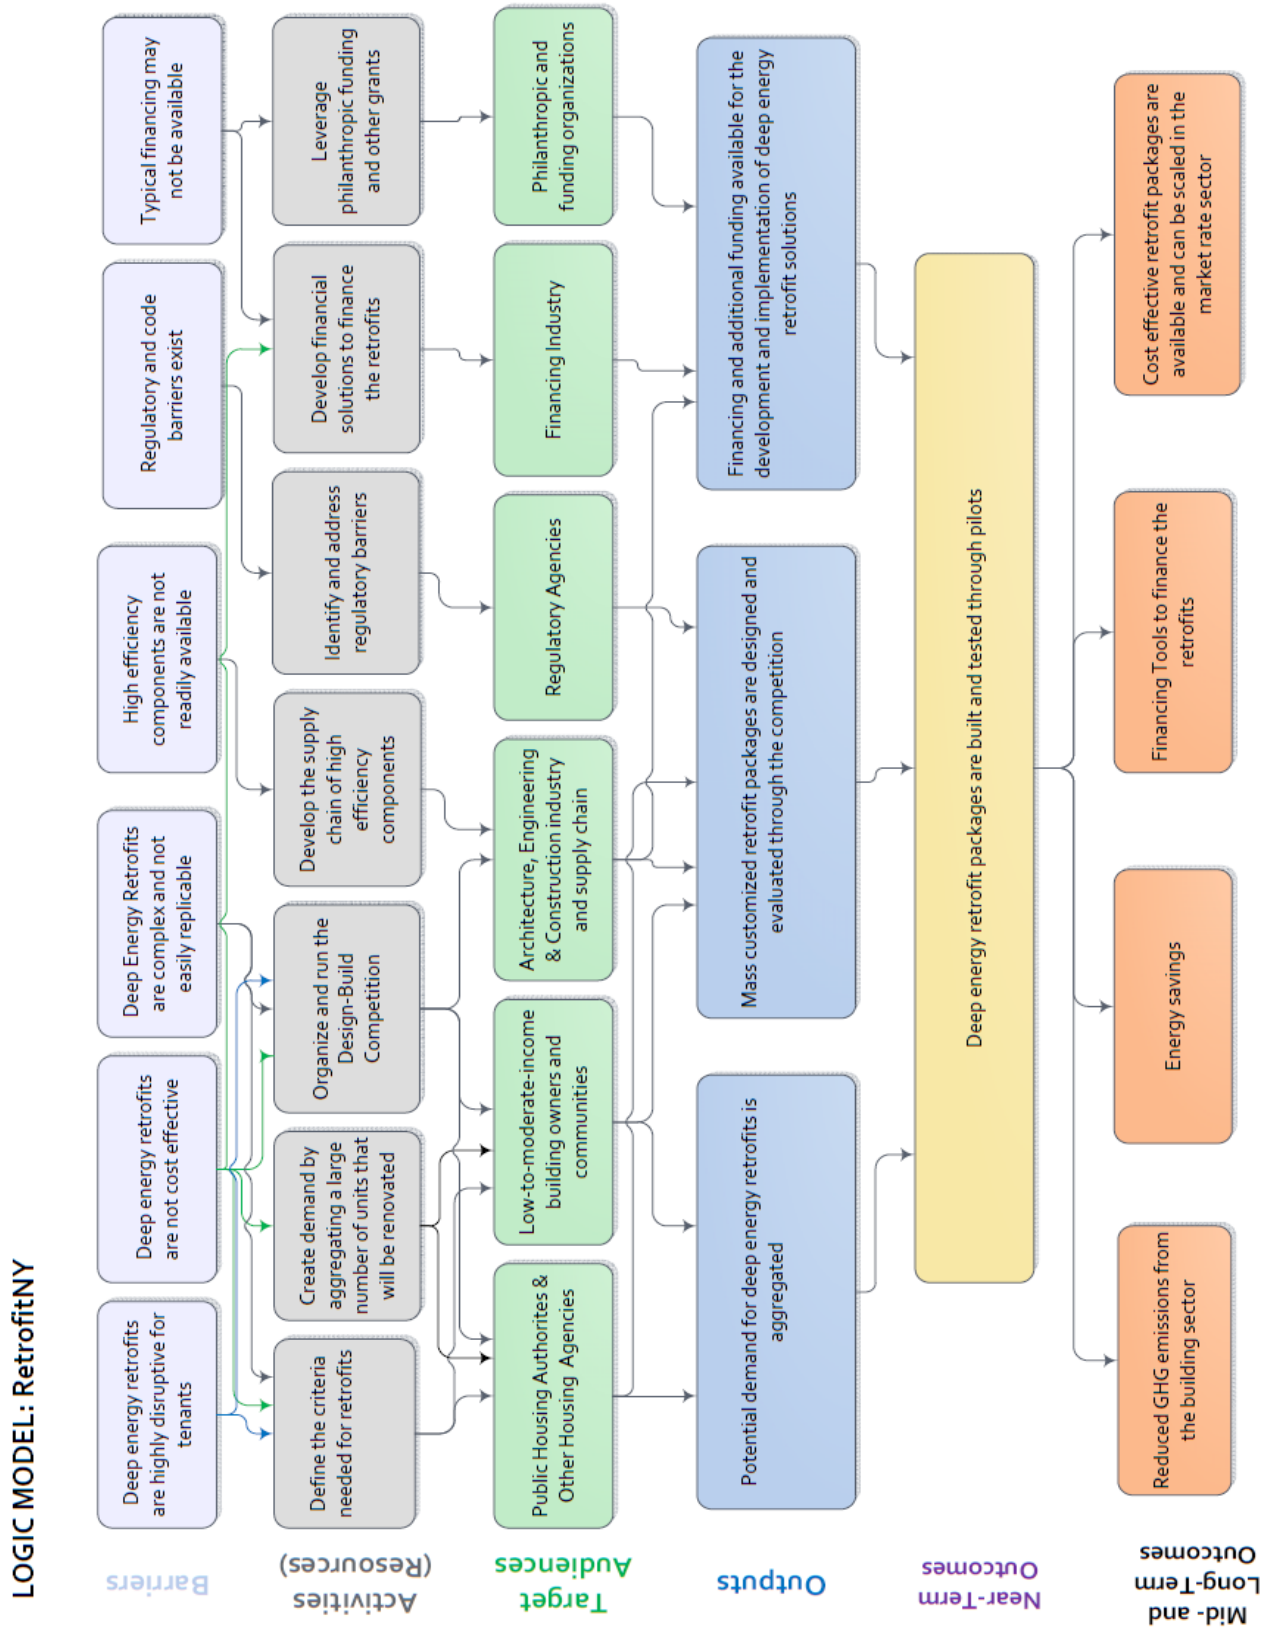 LOGIC MODEL: RetrofitNY
Barriers
Deep energy retrofits
are highly disruptive for
tenants
Deep energy retrofits
are not cost effective
Deep Energy Retrofits
are complex and not
easily replicable
High efficiency
components are not
readily available
Regulatory and code
barriers exist
Typical financing may
not be available
Activities
(Resources)
Define the criteria
needed for retrofits
Create demand by
aggregating a large
number of units that
will be renovated
Organize and run the
Design-Build
Competition
Develop the supply
chain of high
efficiency
components
Identify and address
regulatory barriers
Develop financial
solutions to finance
the retrofits
Leverage
philanthropic funding
and other grants
Target
Audiences
Public Housing Authorites &
Other Housing Agencies
Low-to-moderate-income
building owners and
communities
Architecture, Engineering
& Construction industry
and supply chain
Regulatory Agencies
Financing Industry
Philanthropic and
funding organizations
Outputs
Potential demand for deep energy retrofits is
aggregated
Mass customized retrofit packages are designed and
evaluated through the competition
Financing and additional funding available for the
development and implementation of deep energy
retrofit solutions
Near-Term
Outcomes
Deep energy retrofit packages are built and tested through pilots
Mid- and
Long-Term
Outcomes
Reduced GHG emissions from
the building sector
Energy savings
Financing Tools to finance the
retrofits
Cost effective retrofit packages are
available and can be scaled in the
market rate sector